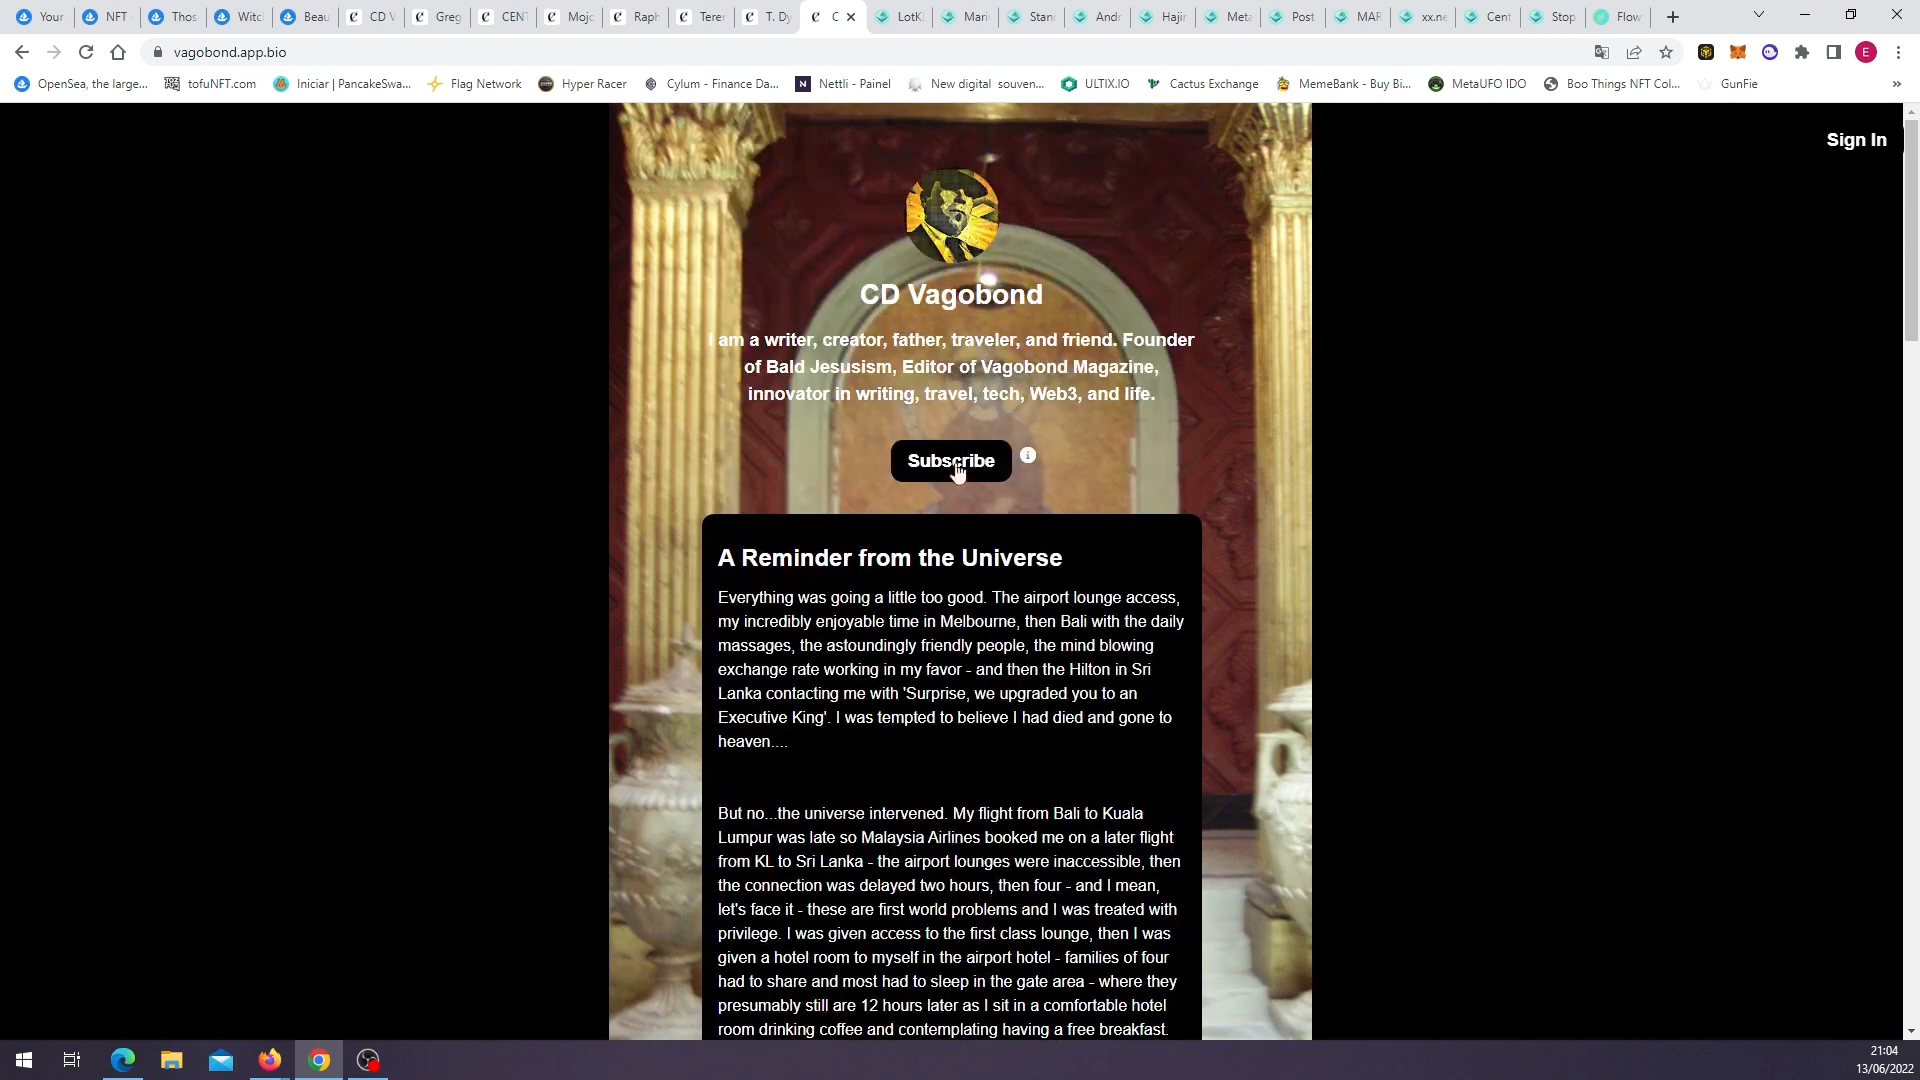 Your
NFT
Thos
Witc
Beau
CD V
Greg
CENT
Mojo
Raph
Terer
T. Dy
C
LotK
Mari
Stand
Andr
Hajir
Meta
Post
MAR
xx.ne
Cent
Stop
Flow
vagobond.app.bio
E
OpenSea, the large...
tofuNFT.com
Iniciar | PancakeSwa...
Flag Network
Hyper Racer
Cylum - Finance Da...
N
Nettli - Painel
New digital souven...
ULTIX.IO
Cactus Exchange
MemeBank - Buy Bi...
MetaUFO IDO
Boo Things NFT Col...
GunFie
Sign In
CD Vagobond
I am a writer, creator, father, traveler, and friend. Founder
of Bald Jesusism, Editor of Vagobond Magazine,
innovator in writing, travel, tech, Web3, and life.
Subscribe
A Reminder from the Universe
Everything was going a little too good. The airport lounge access,
my incredibly enjoyable time in Melbourne, then Bali with the daily
massages, the astoundingly friendly people, the mind blowing
exchange rate working in my favor - and then the Hilton in Sri
Lanka contacting me with 'Surprise, we upgraded you to an
Executive King'. I was tempted to believe I had died and gone to
heaven....
But no...the universe intervened. My flight from Bali to Kuala
Lumpur was late so Malaysia Airlines booked me on a later flight
from KL to Sri Lanka - the airport lounges were inaccessible, then
the connection was delayed two hours, then four - and I mean,
let's face it - these are first world problems and I was treated with
privilege. I was given access to the first class lounge, then I was
given a hotel room to myself in the airport hotel - families of four
had to share and most had to sleep in the gate area - where they
presumably still are 12 hours later as I sit in a comfortable hotel
room drinking coffee and contemplating having a free breakfast.
21:04
13/06/2022